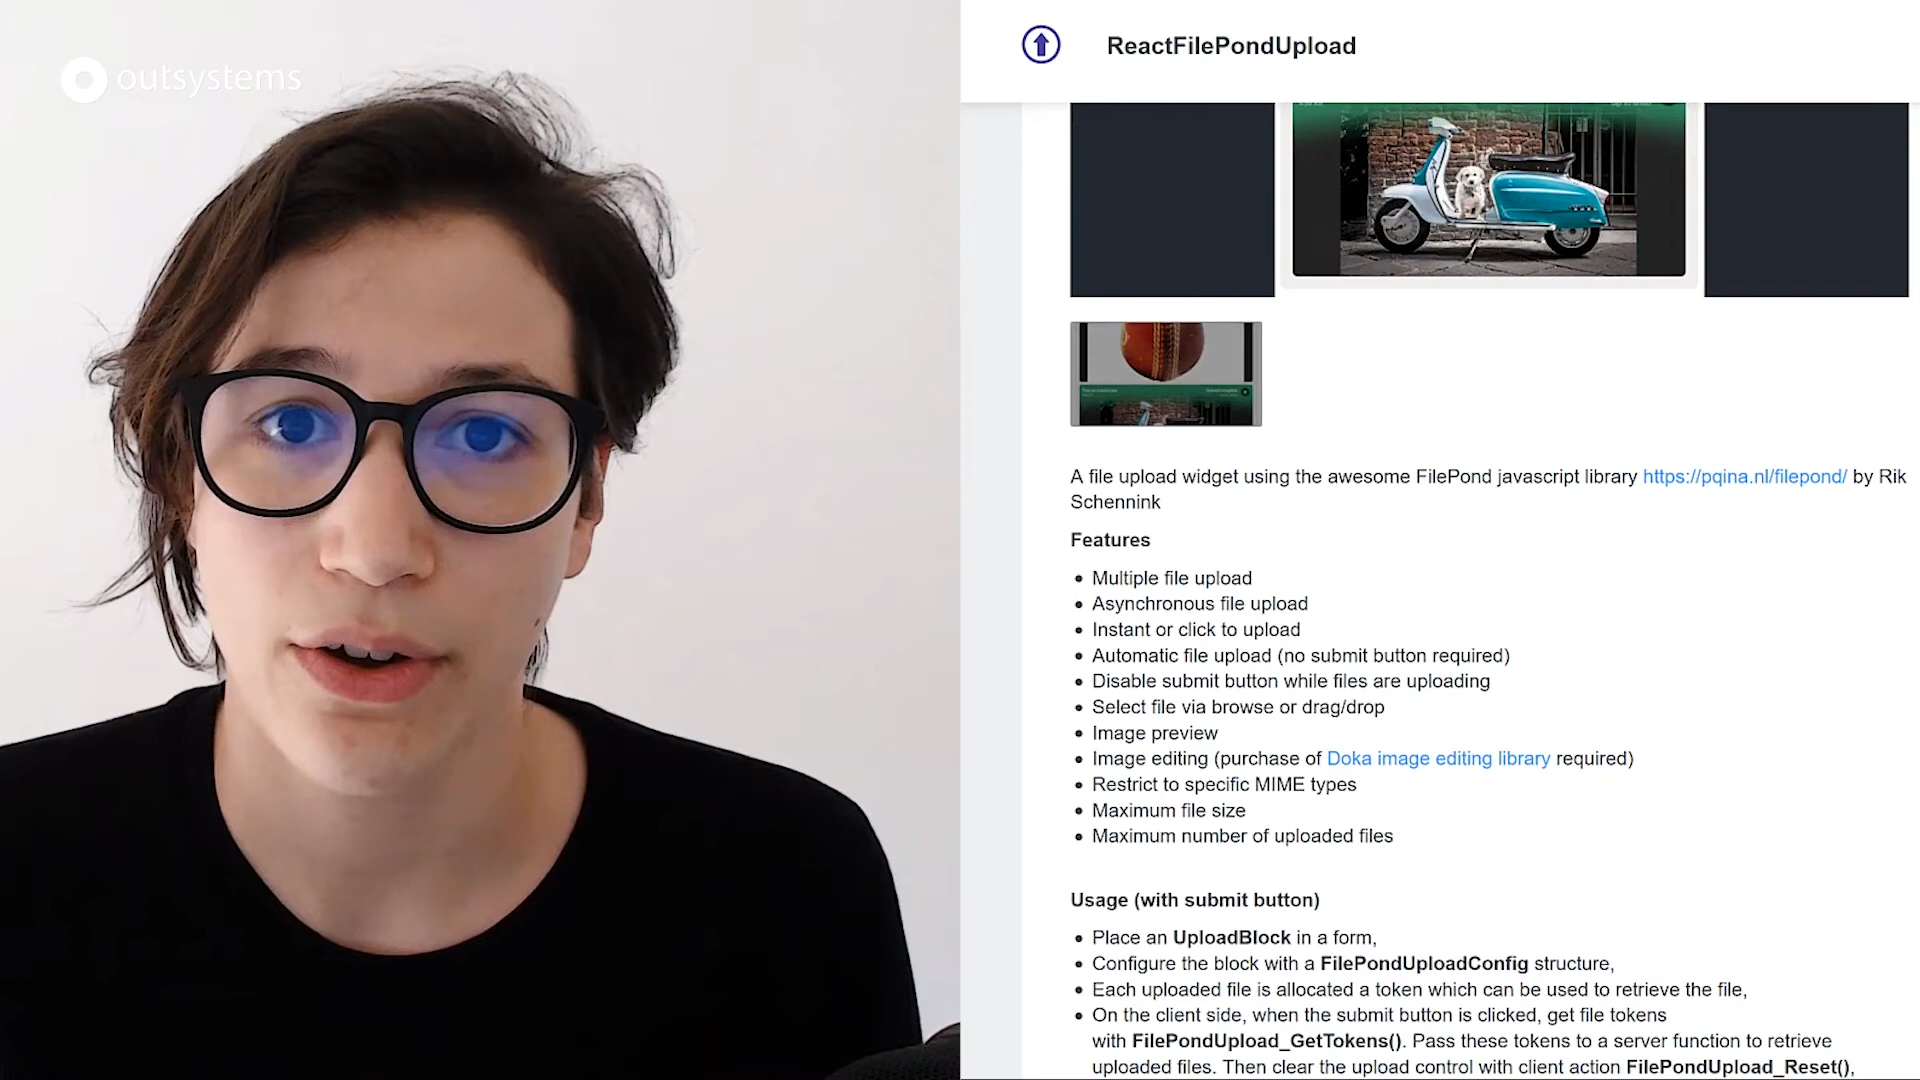 outsystems
ReactFilePondUpload
A file upload widget using the awesome FilePond javascript library https://pqina.nl/filepond/ by Rik
Schennink
Features
• Multiple file upload
• Asynchronous file upload
• Instant or click to upload
• Automatic file upload (no submit button required)
• Disable submit button while files are uploading
• Select file via browse or drag/drop
• Image preview
• Image editing (purchase of Doka image editing library required)
• Restrict to specific MIME types
• Maximum file size
• Maximum number of uploaded files
Usage (with submit button)
• Place an UploadBlock in a form,
• Configure the block with a FilePondUploadConfig structure,
• Each uploaded file is allocated a token which can be used to retrieve the file,
• On the client side, when the submit button is clicked, get file tokens
with FilePondUpload_GetTokens(). Pass these tokens to a server function to retrieve
uploaded files. Then clear the upload control with client action FilePondUpload_Reset(),